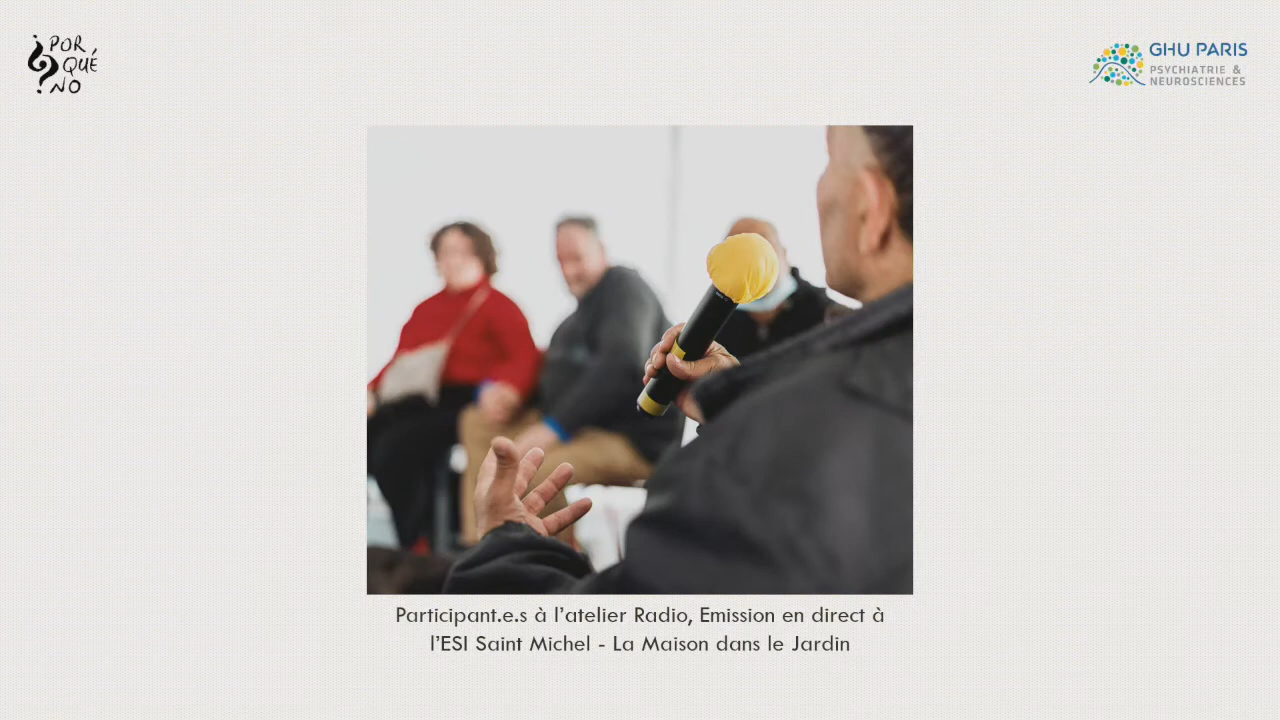 ¿POR
QUÉ
?NO
GHU PARIS
PSYCHIATRIE &
NEUROSCIENCES
Participant.e.s à l'atelier Radio, Emission en direct à
l'ESI Saint Michel - La Maison dans le Jardin